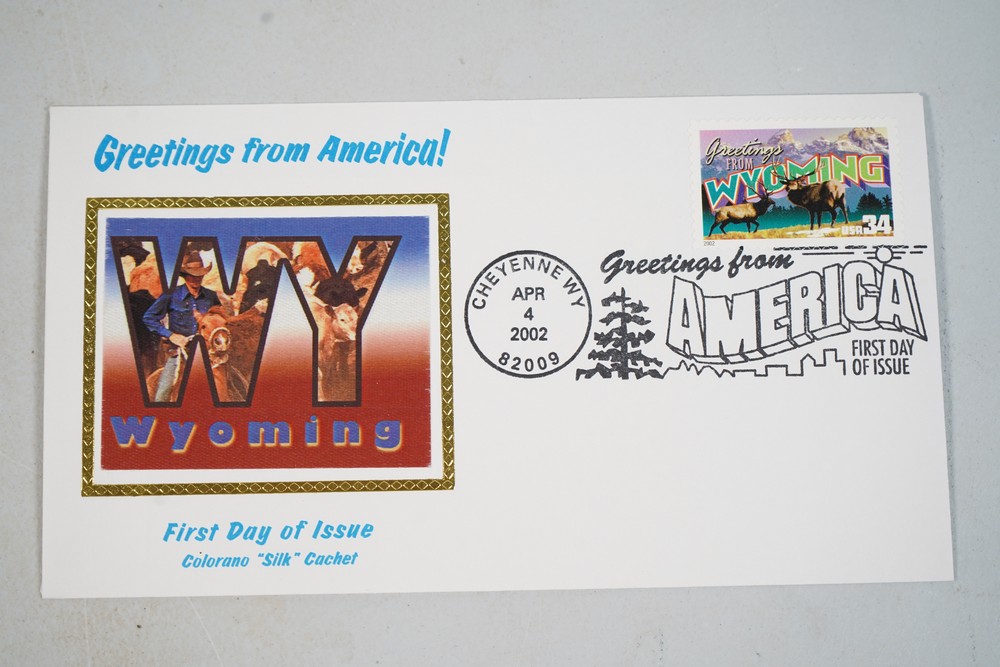 Greetings from America!
WY
Wyoming
First Day of Issue
Colorano "Silk" Cachet
Greetings
FROM
WYOMING
USA 34
2002
CHEYENNE WY
APR
4
2002
82009
Greetings from
AMERICA
FIRST DAY
OF ISSUE